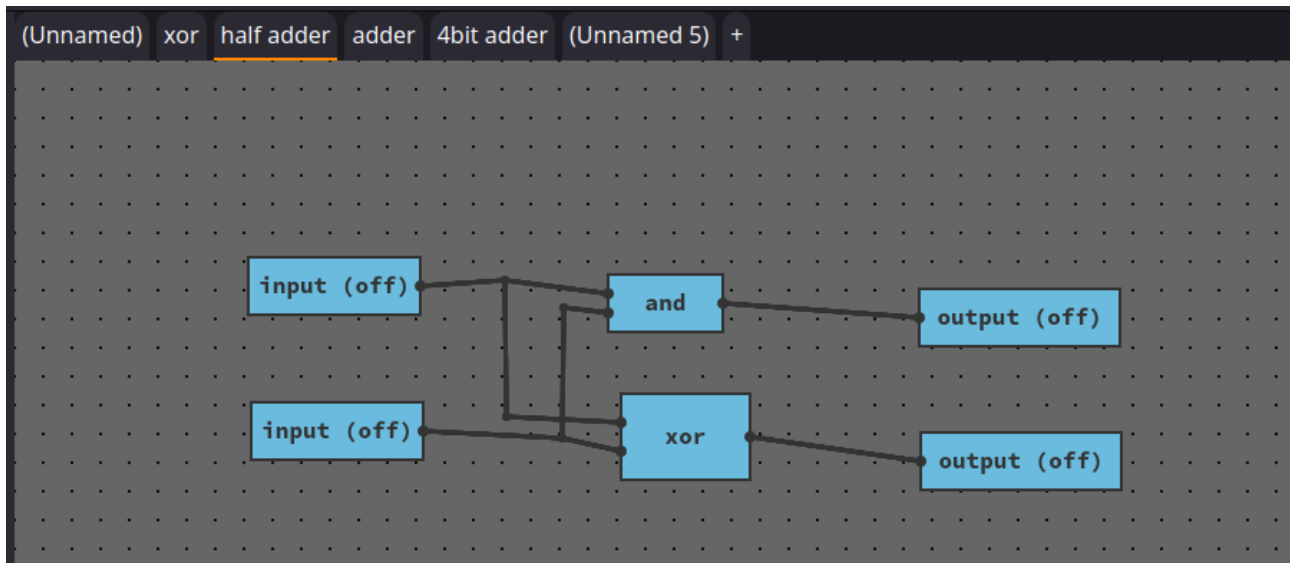 (Unnamed) xor half adder adder 4bit adder (Unnamed 5) +
input (off)
and
output (off)
input (off)
xor
output (off)